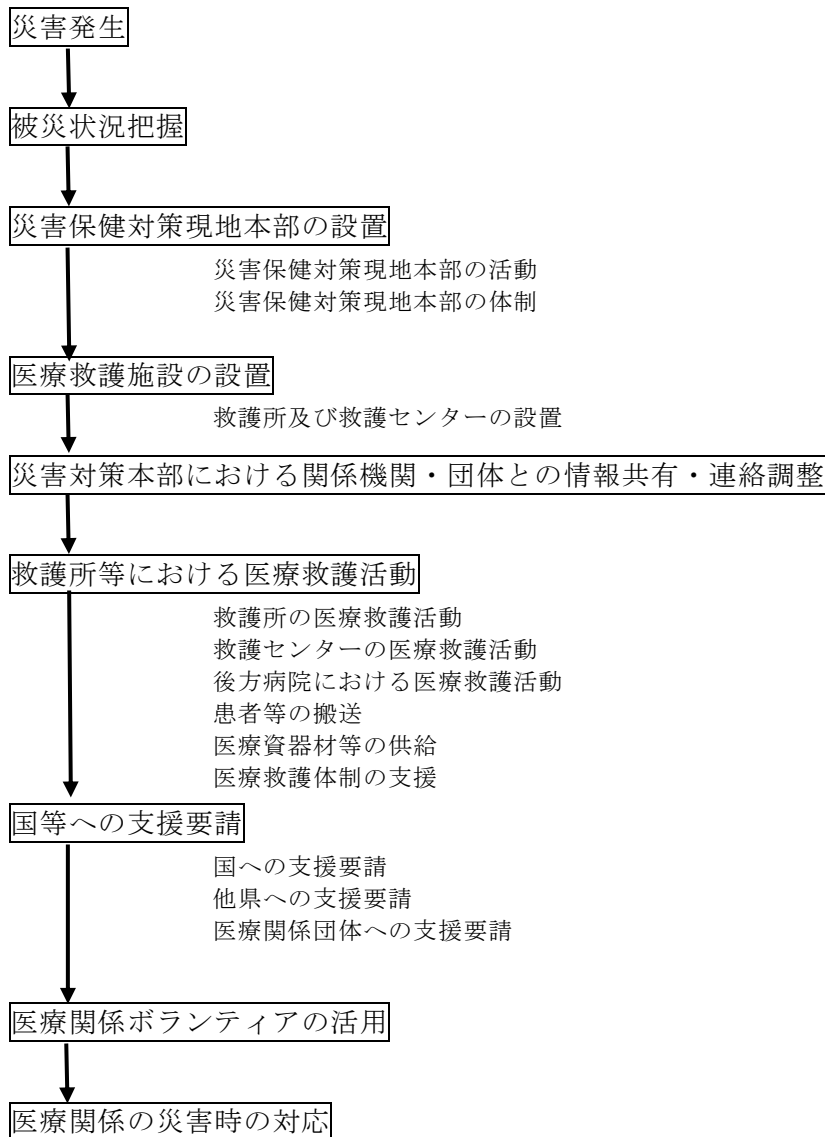 災害発生
被災状況把握
災害保健対策現地本部の設置
災害保健対策現地本部の活動
災害保健対策現地本部の体制
医療救護施設の設置
救護所及び救護センターの設置
災害対策本部における関係機関・団体との情報共有・連絡調整
救護所等における医療救護活動
救護所の医療救護活動
救護センターの医療救護活動
後方病院における医療救護活動
患者等の搬送
医療資器材等の供給
医療救護体制の支援
国等への支援要請
国への支援要請
他県への支援要請
医療関係団体への支援要請
医療関係ボランティアの活用
医療関係の災害時の対応